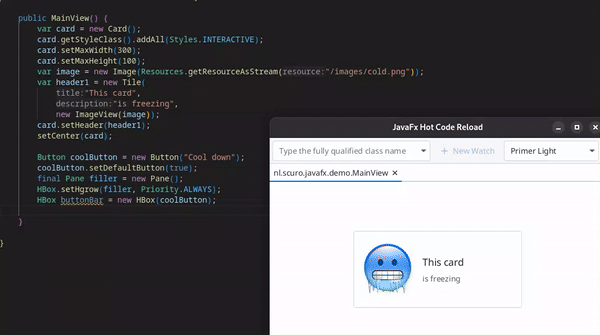 public MainView() {
var card = new Card();
card.getStyleClass().addAll(Styles.INTERACTIVE);
card.setMaxWidth(300);
card.setMaxHeight(100);
var image = new Image(Resources.getResourceAsStream(resource:"/images/cold.png"));
var header1 = new Tile(
title:"This card",
description:"is freezing",
new ImageView(image));
card.setHeader(header1);
setCenter(card);
Button coolButton = new Button("Cool down");
coolButton.setDefaultButton(true);
final Pane filler = new Pane();
HBox.setHgrow(filler, Priority.ALWAYS);
HBox buttonBar = new HBox(coolButton);
}
}
JavaFx Hot Code Reload
Type the fully qualified class name
+ New Watch
Primer Light
nl.scuro.javafx.demo.MainView ×
This card
is freezing